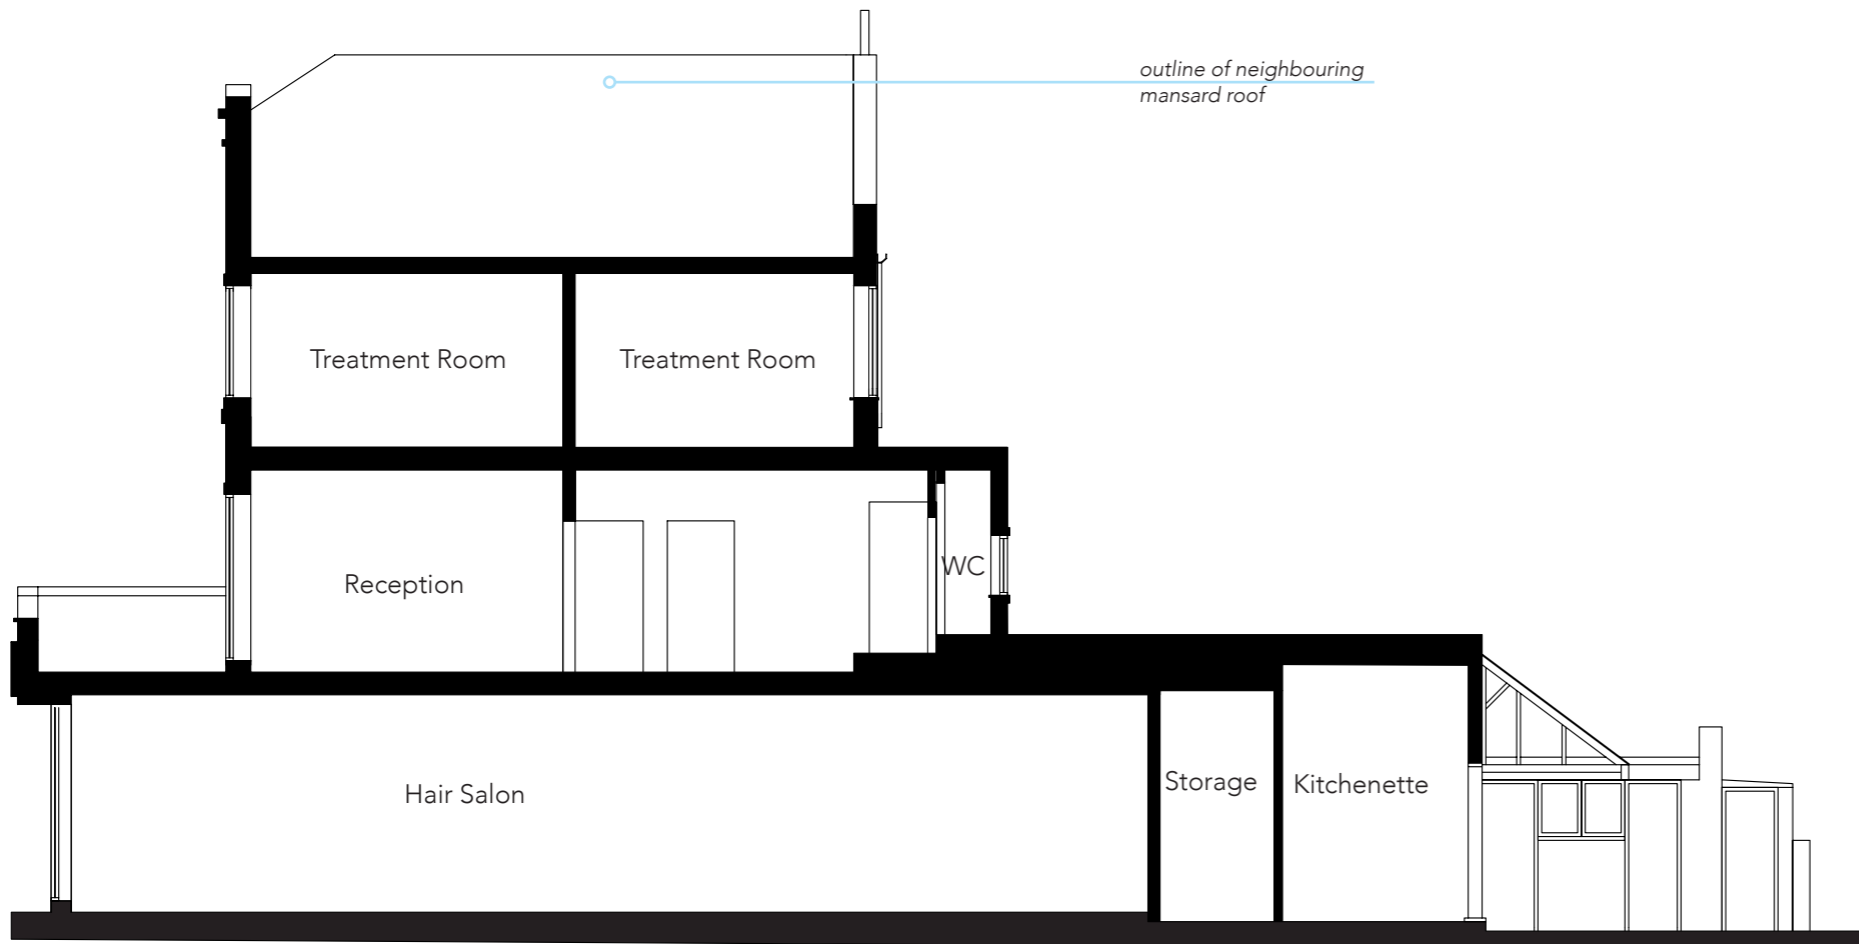 outline of neighbouring
mansard roof
Treatment Room
Treatment Room
Reception
WC
Hair Salon
Storage
Kitchenette